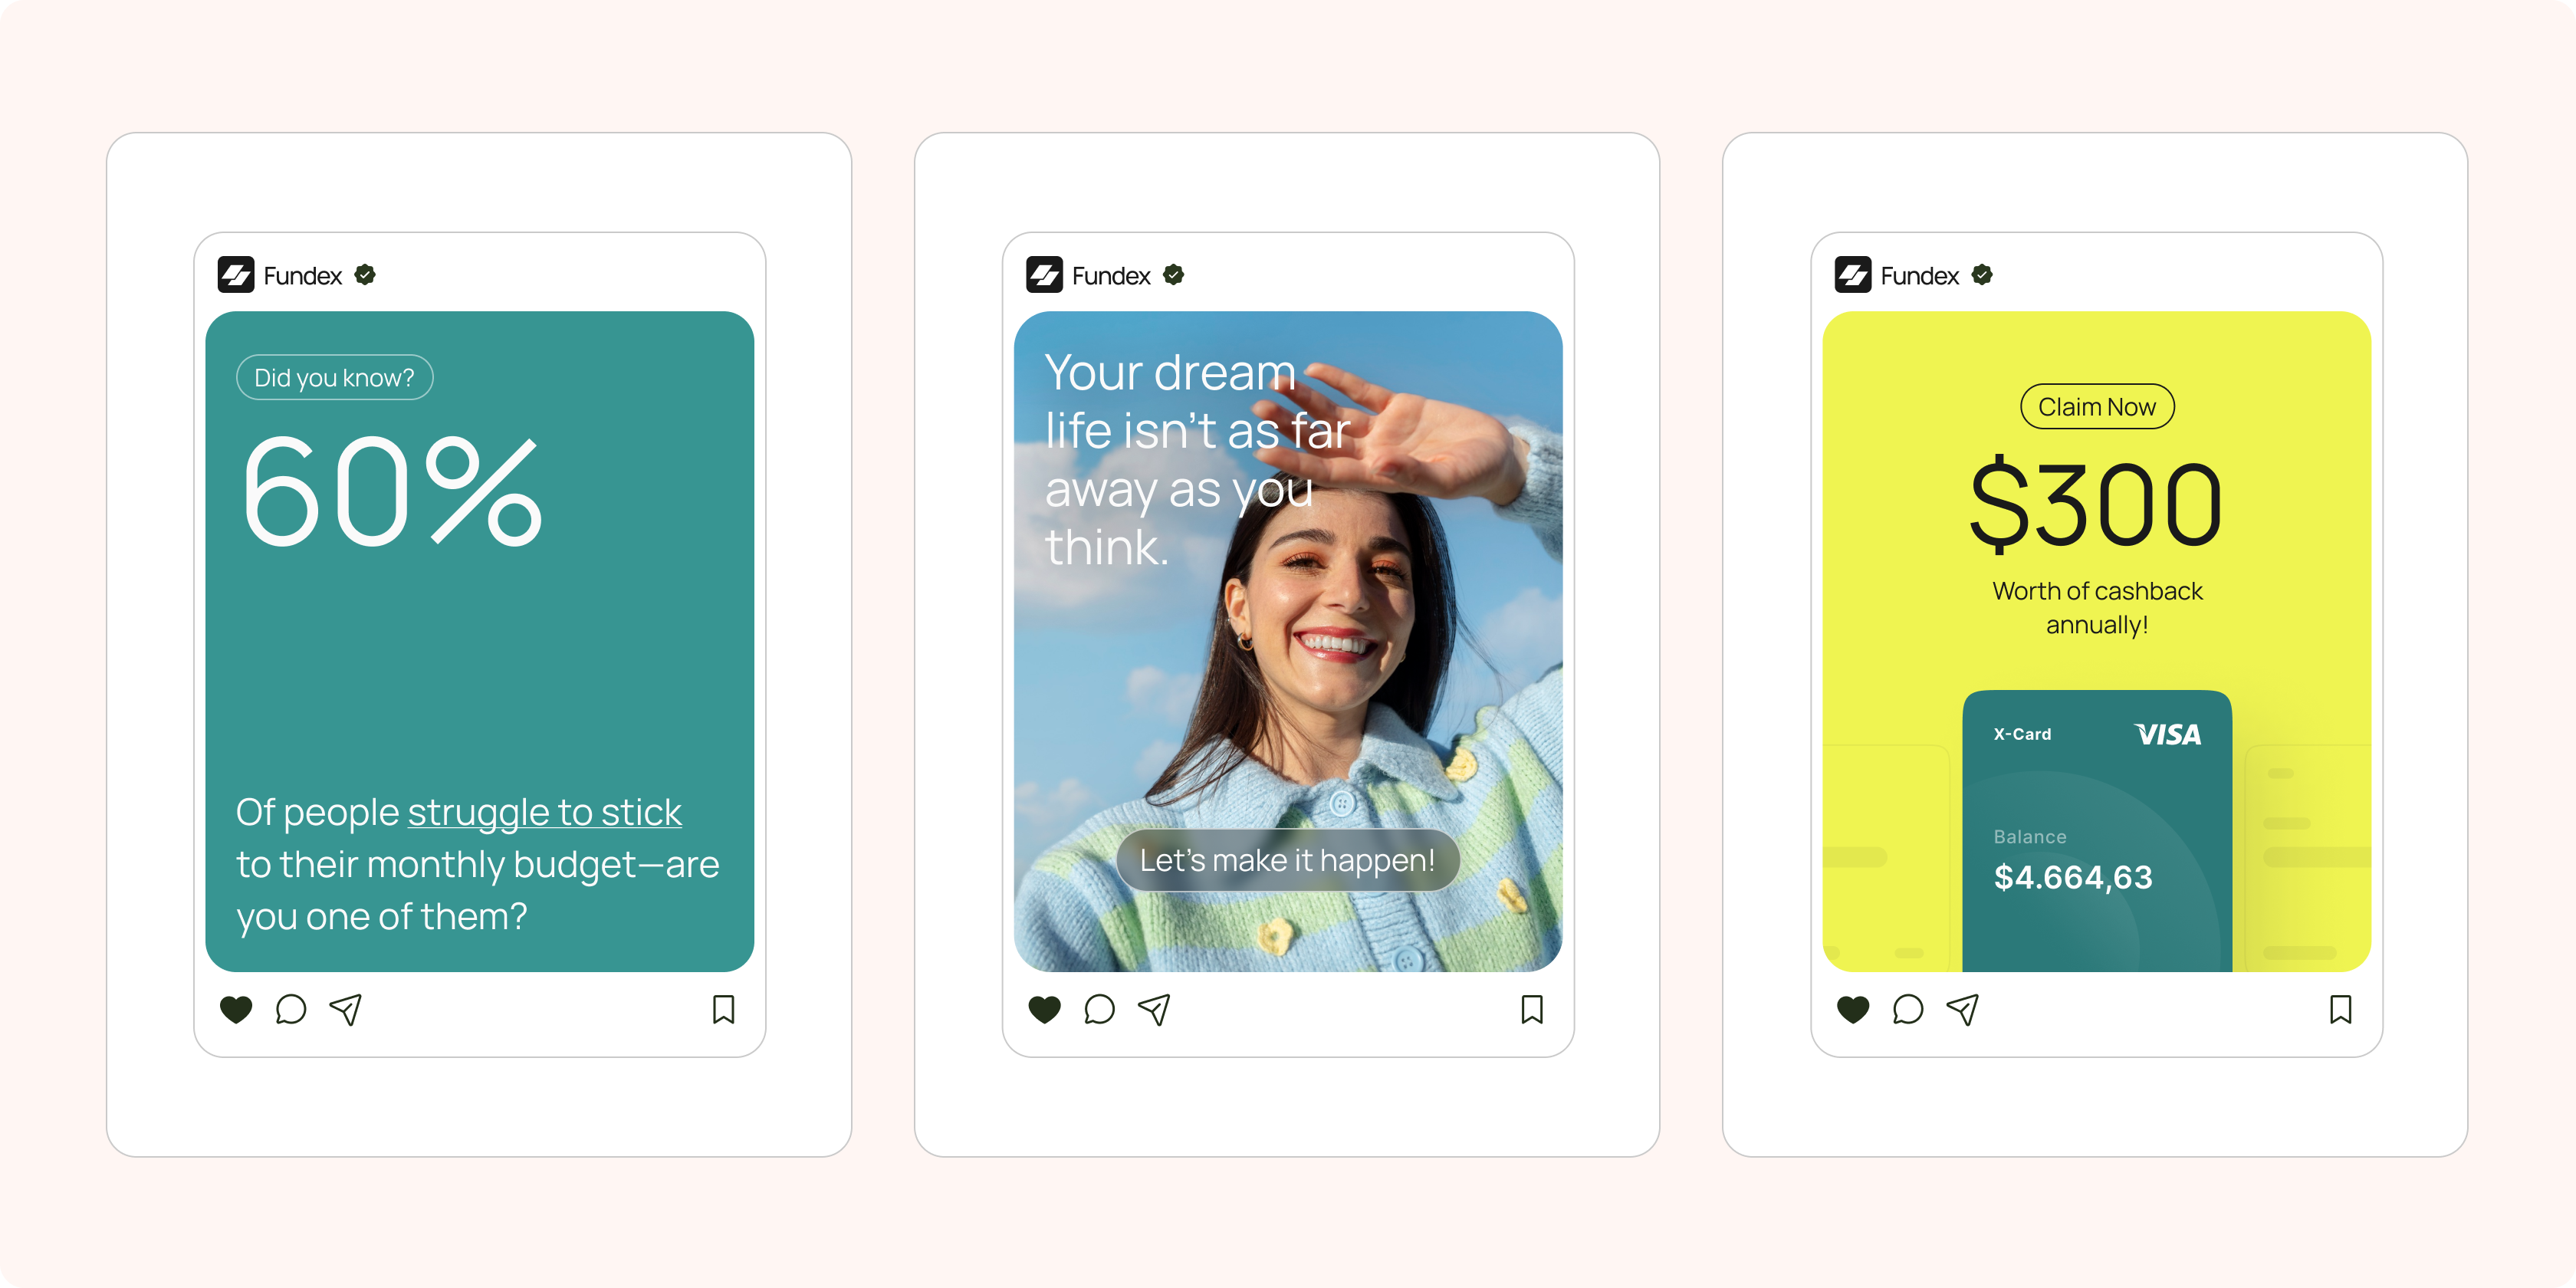 Fundex
Did you know?
60%
Of people struggle to stick
to their monthly budget—are
you one of them?
Fundex
Your dream
life isn’t as far
away as you
think.
Let’s make it happen!
Fundex
Claim Now
$300
Worth of cashback
annually!
X-Card
VISA
Balance
$4.664,63